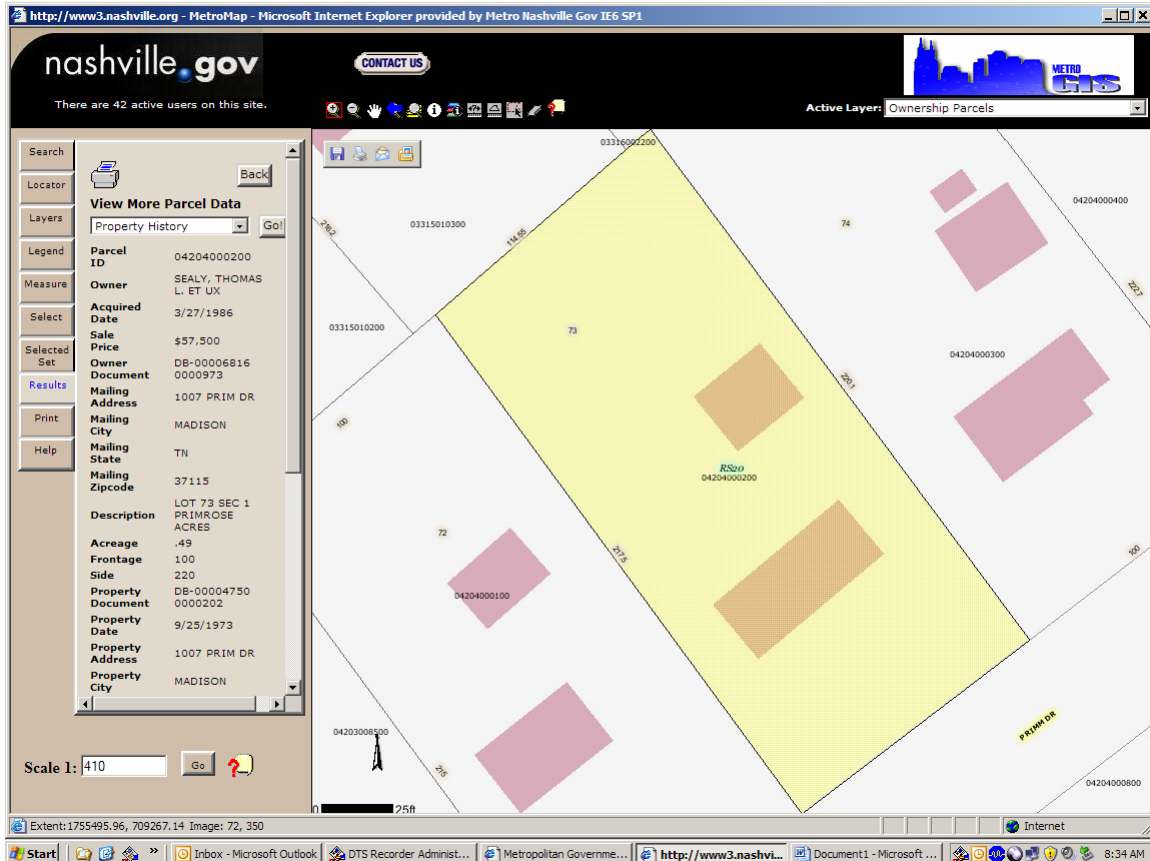 http://www3.nashville.org - MetroMap - Microsoft Internet Explorer provided by Metro Nashville Gov IE6 SP1
nashville.gov
CONTACT US
METRO
GIS
There are 42 active users on this site.
Active Layer: Ownership Parcels
Search
Locator
Layers
Legend
Measure
Select
Selected Set
Results
Print
Help
Back
View More Parcel Data
Property History Go!
Parcel ID 04204000200
Owner SEALY, THOMAS L. ET UX
Acquired Date 3/27/1986
Sale Price $57,500
Owner Document DB-00006816 0000973
Mailing Address 1007 PRIM DR
Mailing City MADISON
Mailing State TN
Mailing Zipcode 37115
Description LOT 73 SEC 1 PRIMROSE ACRES
Acreage .49
Frontage 100
Side 220
Property Document DB-00004750 0000202
Property Date 9/25/1973
Property Address 1007 PRIM DR
Property City MADISON
Scale 1: 410 Go
03316002200
04204000400
216.2
03315010300
114.55
74
222.7
03315010200
73
04204000300
220.1
100
RS20
04204000200
72
217.5
100
04204000100
PRIMM DR
04203008500
215
04204000800
0 25ft
Extent:1755495.96, 709267.14 Image: 72, 350
Internet
Start
Inbox - Microsoft Outlook
DTS Recorder Administ...
Metropolitan Governme...
http://www3.nashvi...
Document1 - Microsoft ...
8:34 AM